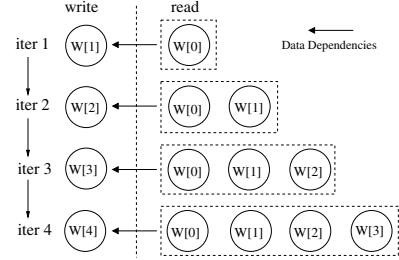 write read
iter 1 W[1] W[0]
Data Dependencies
iter 2 W[2] W[0] W[1]
iter 3 W[3] W[0] W[1] W[2]
iter 4 W[4] W[0] W[1] W[2] W[3]